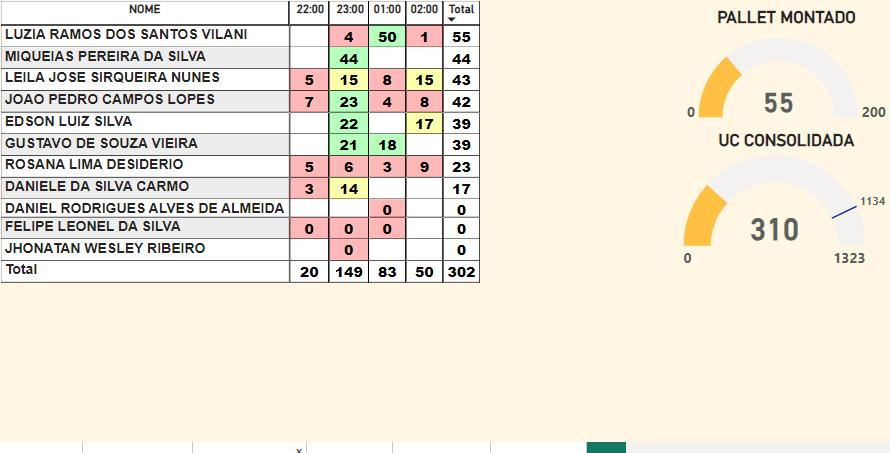 NOME 22:00 23:00 01:00 02:00 Total
LUZIA RAMOS DOS SANTOS VILANI 4 50 1 55
MIQUEIAS PEREIRA DA SILVA 44 44
LEILA JOSE SIRQUEIRA NUNES 5 15 8 15 43
JOAO PEDRO CAMPOS LOPES 7 23 4 8 42
EDSON LUIZ SILVA 22 17 39
GUSTAVO DE SOUZA VIEIRA 21 18 39
ROSANA LIMA DESIDERIO 5 6 3 9 23
DANIELE DA SILVA CARMO 3 14 17
DANIEL RODRIGUES ALVES DE ALMEIDA 0 0
FELIPE LEONEL DA SILVA 0 0 0 0
JHONATAN WESLEY RIBEIRO 0 0
Total 20 149 83 50 302
PALLET MONTADO
55
0 200
UC CONSOLIDADA
1134
310
0 1323
x